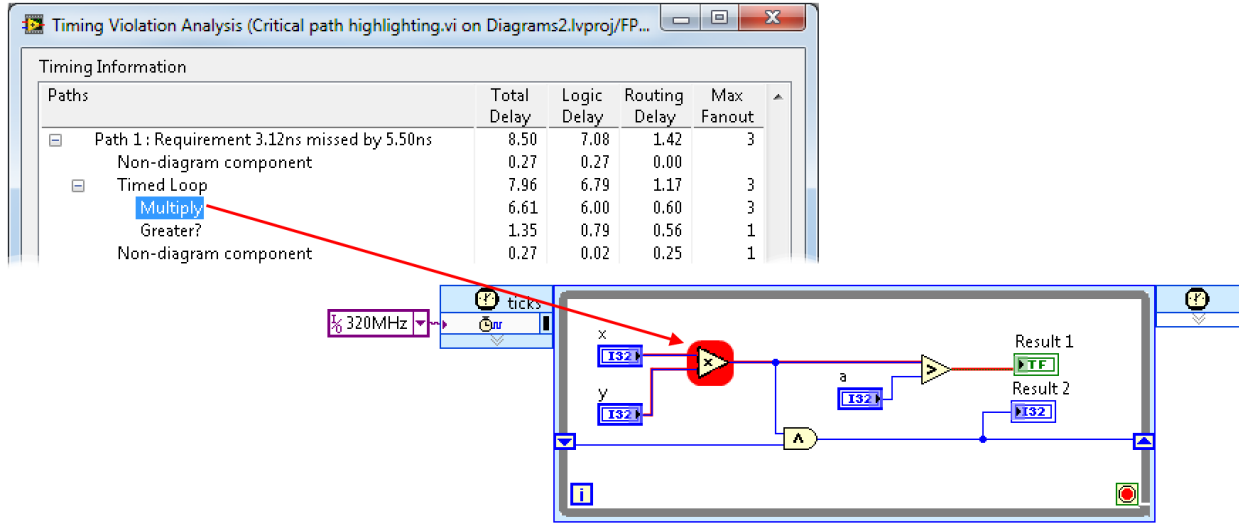 Timing Violation Analysis (Critical path highlighting.vi on Diagrams2.lvproj/FP...
Timing Information
Paths Total Delay Logic Delay Routing Delay Max Fanout
Path 1 : Requirement 3.12ns missed by 5.50ns 8.50 7.08 1.42 3
Non-diagram component 0.27 0.27 0.00
Timed Loop 7.96 6.79 1.17 3
Multiply 6.61 6.00 0.60 3
Greater? 1.35 0.79 0.56 1
Non-diagram component 0.27 0.02 0.25 1
ticks
I/O 320MHz
x
I32
y
I32
x
a
I32
>
Result 1
TF
Result 2
I32
∧
i